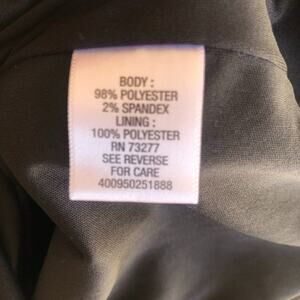 BODY :
98% POLYESTER
2% SPANDEX
LINING :
100% POLYESTER
RN 73277
SEE REVERSE
FOR CARE
400950251888